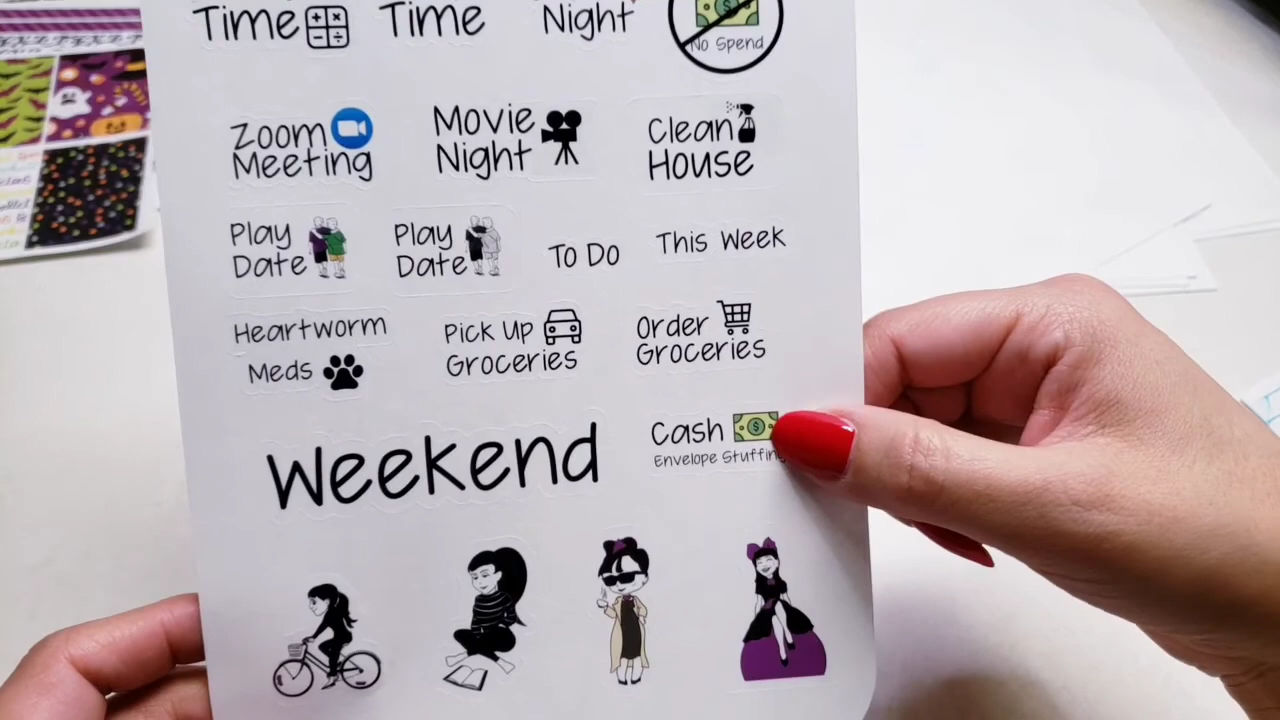 Time
Time
Night
No Spend
Zoom
Meeting
Movie
Night
Clean
House
Play
Date
Play
Date
To Do
This Week
Heartworm
Meds
Pick Up
Groceries
Order
Groceries
Cash
Envelope Stuffing
Weekend